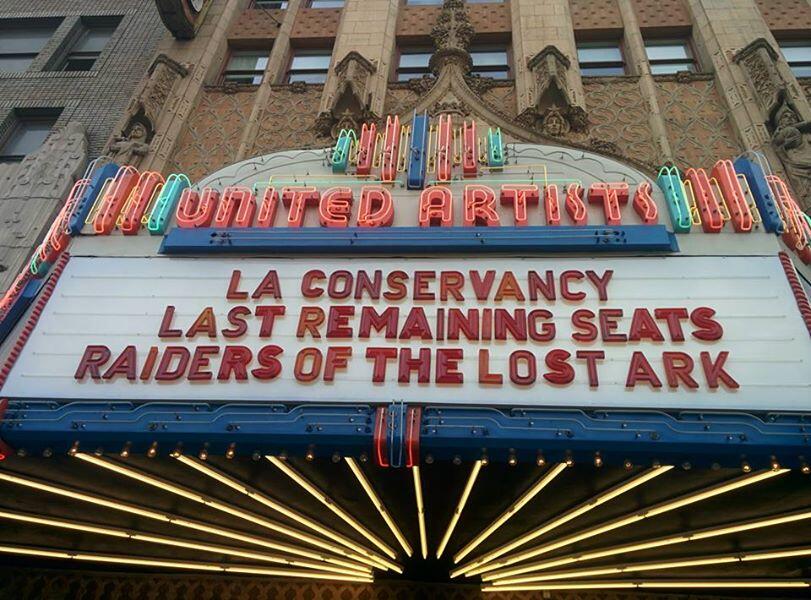 UNITED ARTISTS
LA CONSERVANCY
LAST REMAINING SEATS
RAIDERS OF THE LOST ARK